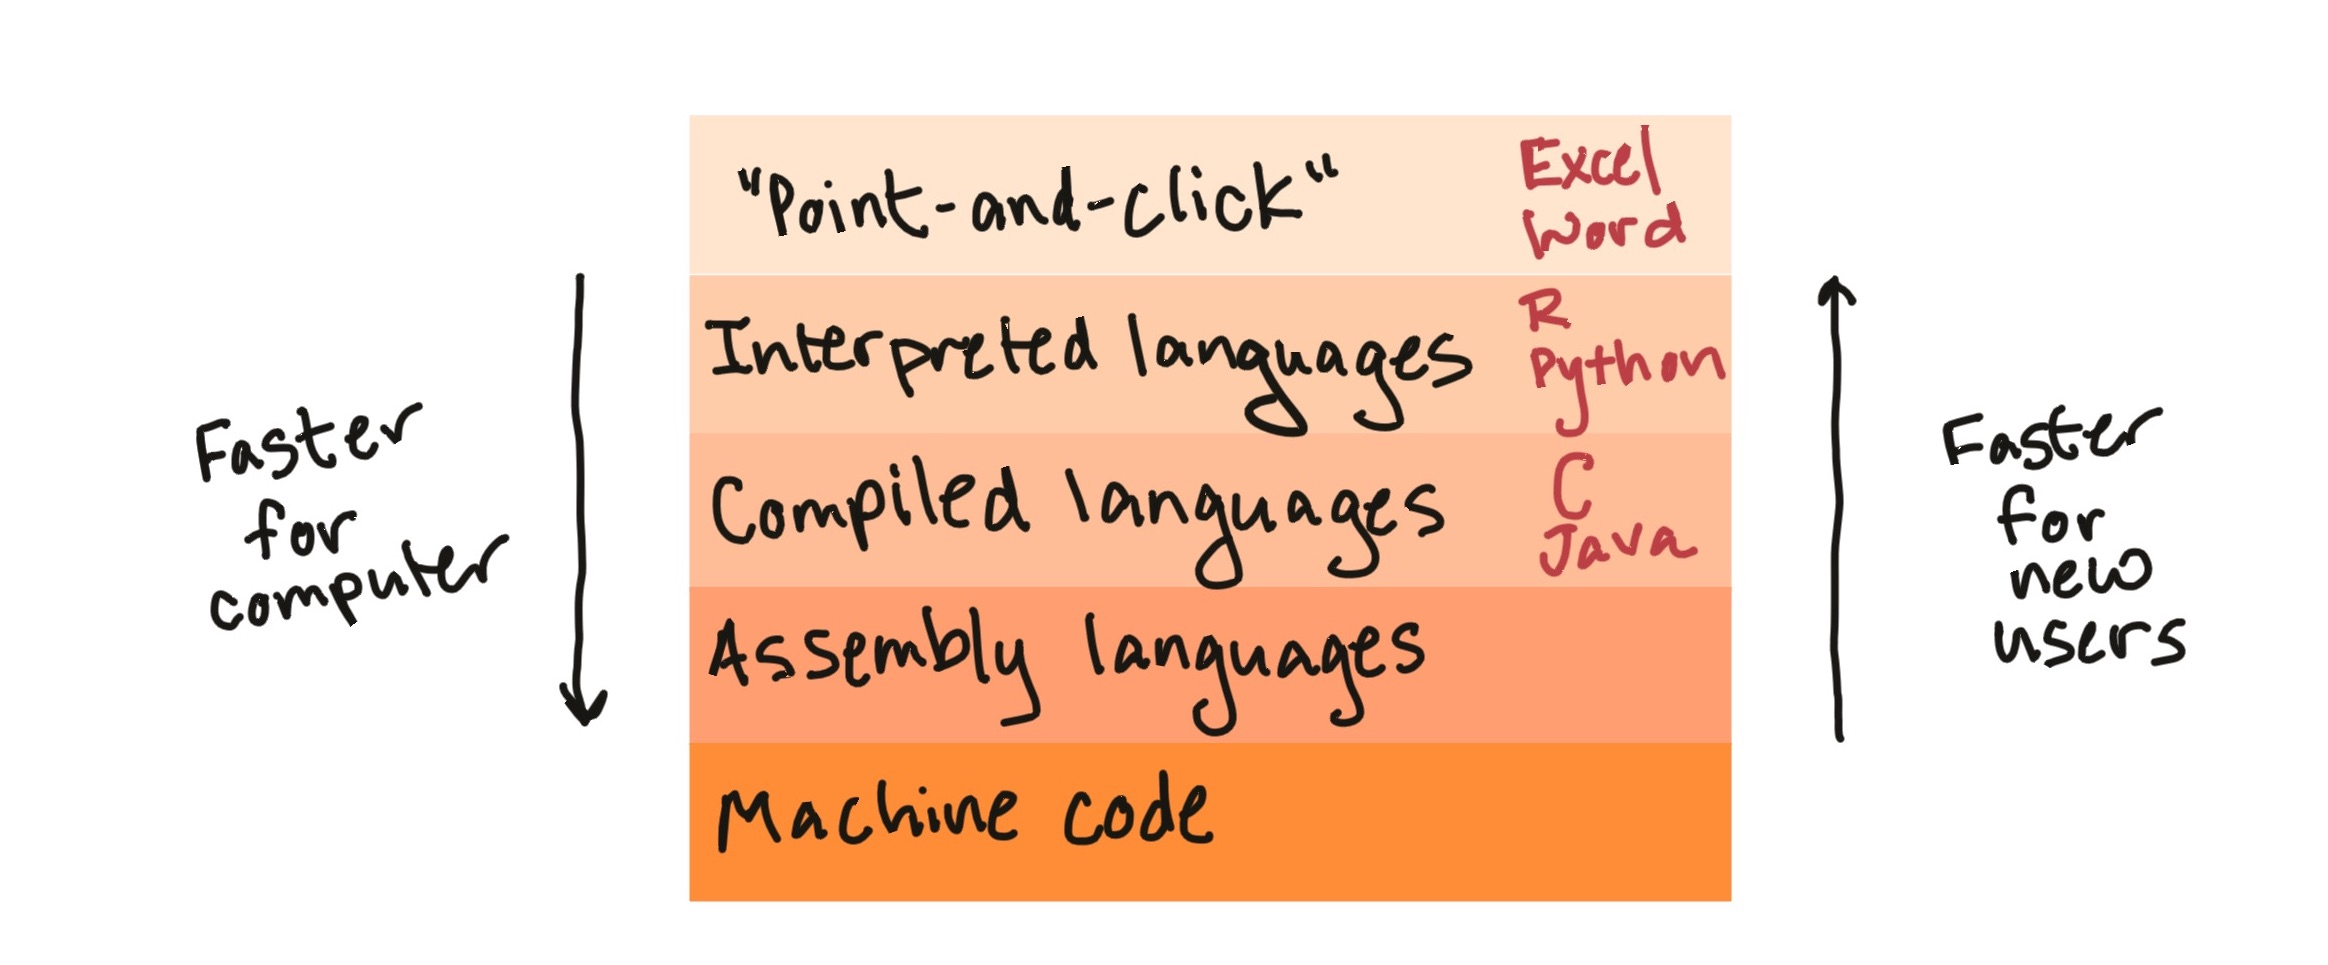 "Point-and-click"
Excel
Word
Interpreted languages
R
Python
Compiled languages
C
Java
Assembly languages
Machine code
Faster
for
computer
Faster
for
new
users